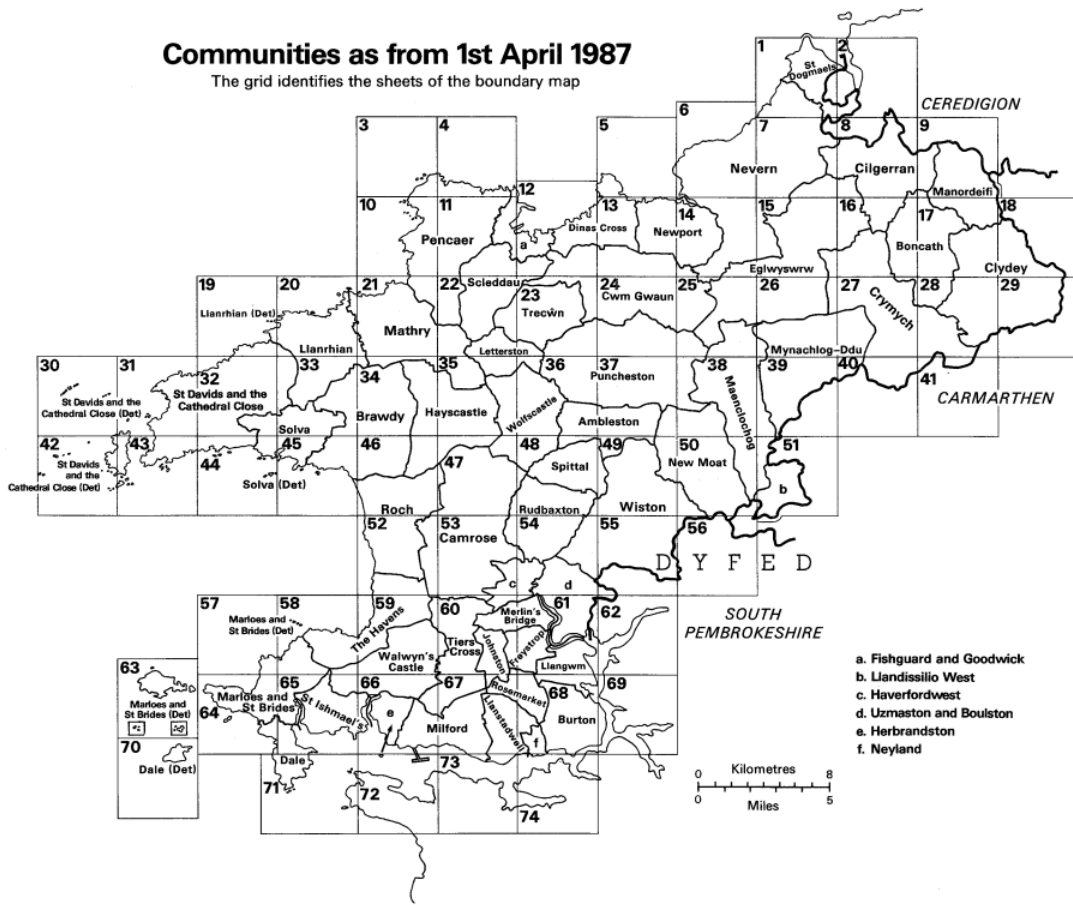 Communities as from 1st April 1987
The grid identifies the sheets of the boundary map
1
2
St
Dogmaels
CEREDIGION
6
3
4
5
7
8
9
Nevern
Cilgerran
Manordeifi
12
10
11
13
14
15
16
17
18
Pencaer
a
Dinas Cross
Newport
Boncath
Eglwyswrw
Clydey
19
20
21
22
Scleddau
23
24
25
26
27
28
29
Llanrhian (Det)
Mathry
Trecwn
Cwm Gwaun
Crymych
Llanrhian
Letterston
Mynachlog-Ddu
30
31
32
33
34
35
36
37
38
39
40
41
St Davids and the
Cathedral Close (Det)
St Davids and the
Cathedral Close
Brawdy
Hayscastle
Wolfscastle
Puncheston
Maenclochog
CARMARTHEN
Solva
Ambleston
42
43
44
45
46
47
48
49
50
51
St Davids
and the
Cathedral Close (Det)
Solva (Det)
Spittal
New Moat
b
Roch
Rudbaxton
Wiston
52
53
54
55
56
Camrose
DYFED
c
d
57
58
59
60
61
62
SOUTH
PEMBROKESHIRE
Marloes and
St Brides (Det)
The Havens
Merlin's
Bridge
Tiers
Cross
Johnston
Freystrop
Walwyn's
Castle
Llangwm
63
64
65
66
67
68
69
Marloes and
St Brides (Det)
Marloes and
St Brides
St Ishmael's
e
Milford
Rosemarket
Llanstadwell
Burton
f
70
Dale (Det)
Dale
71
72
73
74
a. Fishguard and Goodwick
b. Llandissilio West
c. Haverfordwest
d. Uzmaston and Boulston
e. Herbrandston
f. Neyland
0 Kilometres 8
0 Miles 5